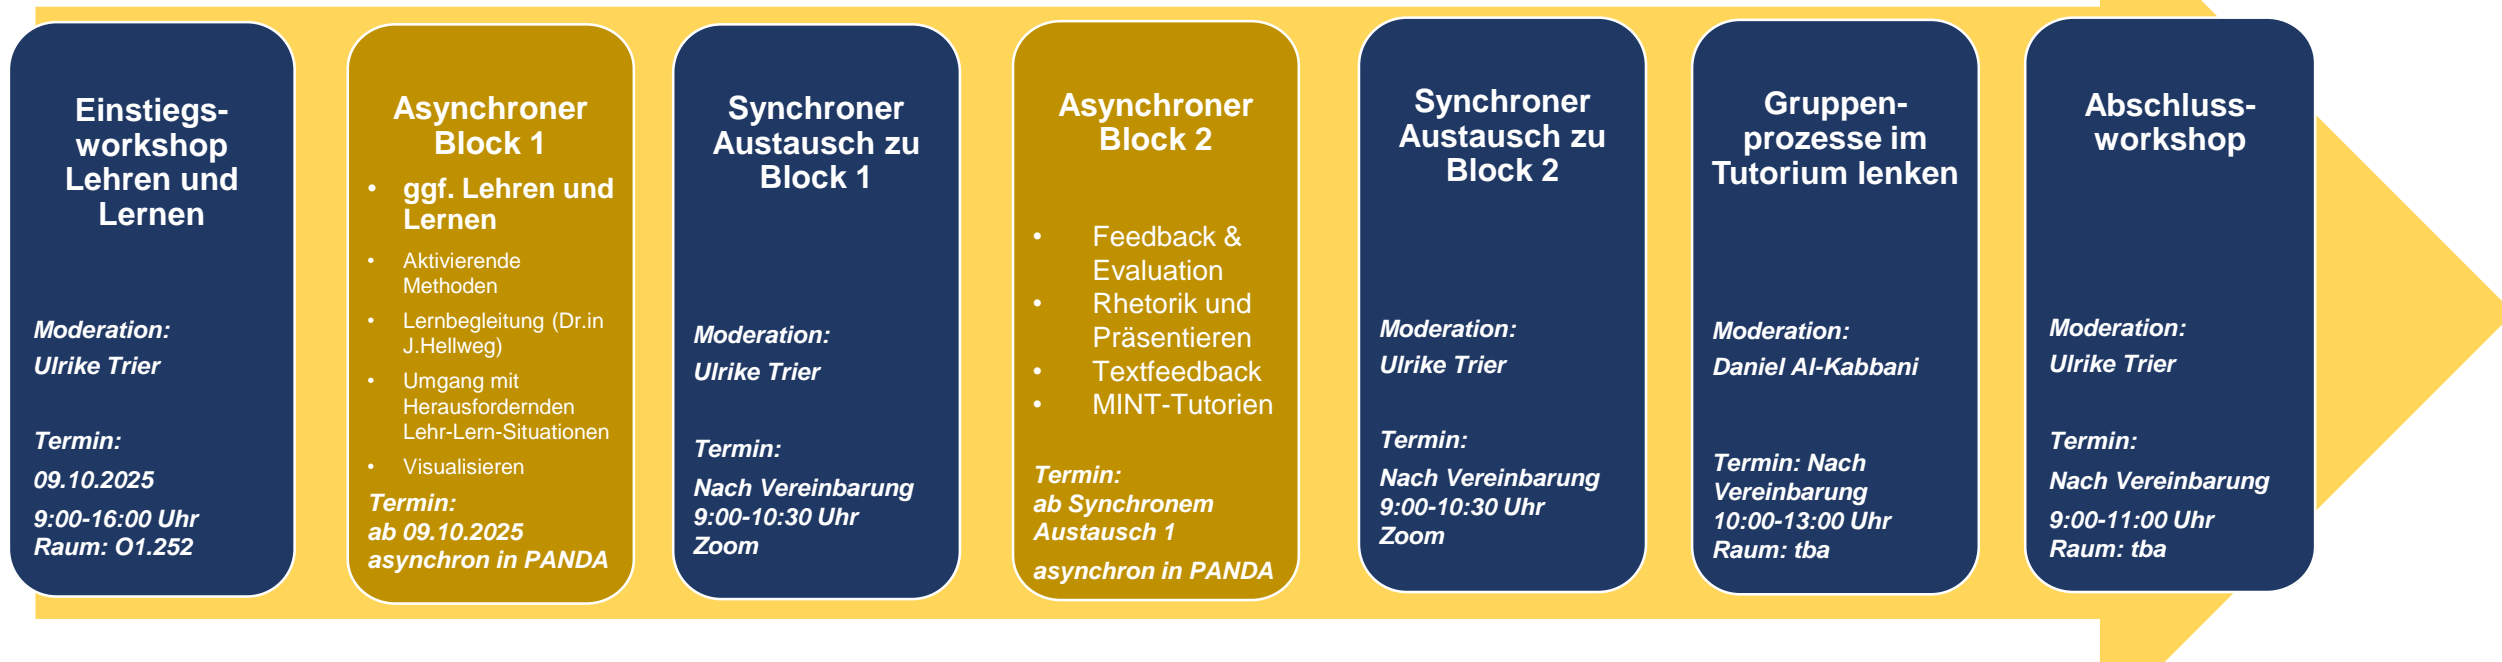 Einstiegs-
workshop
Lehren und
Lernen
Moderation:
Ulrike Trier
Termin:
09.10.2025
9:00-16:00 Uhr
Raum: O1.252
Asynchroner
Block 1
• ggf. Lehren und
Lernen
• Aktivierende
Methoden
• Lernbegleitung (Dr.in
J.Hellweg)
• Umgang mit
Herausfordernden
Lehr-Lern-Situationen
• Visualisieren
Termin:
ab 09.10.2025
asynchron in PANDA
Synchroner
Austausch zu
Block 1
Moderation:
Ulrike Trier
Termin:
Nach Vereinbarung
9:00-10:30 Uhr
Zoom
Asynchroner
Block 2
• Feedback &
Evaluation
• Rhetorik und
Präsentieren
• Textfeedback
• MINT-Tutorien
Termin:
ab Synchronem
Austausch 1
asynchron in PANDA
Synchroner
Austausch zu
Block 2
Moderation:
Ulrike Trier
Termin:
Nach Vereinbarung
9:00-10:30 Uhr
Zoom
Gruppen-
prozesse im
Tutorium lenken
Moderation:
Daniel Al-Kabbani
Termin: Nach
Vereinbarung
10:00-13:00 Uhr
Raum: tba
Abschluss-
workshop
Moderation:
Ulrike Trier
Termin:
Nach Vereinbarung
9:00-11:00 Uhr
Raum: tba